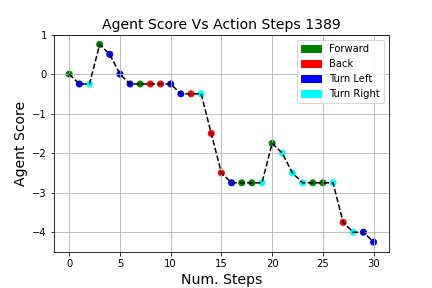 Agent Score Vs Action Steps 1389
Forward
Back
Turn Left
Turn Right
Agent Score
1
0
−1
−2
−3
−4
0 5 10 15 20 25 30
Num. Steps